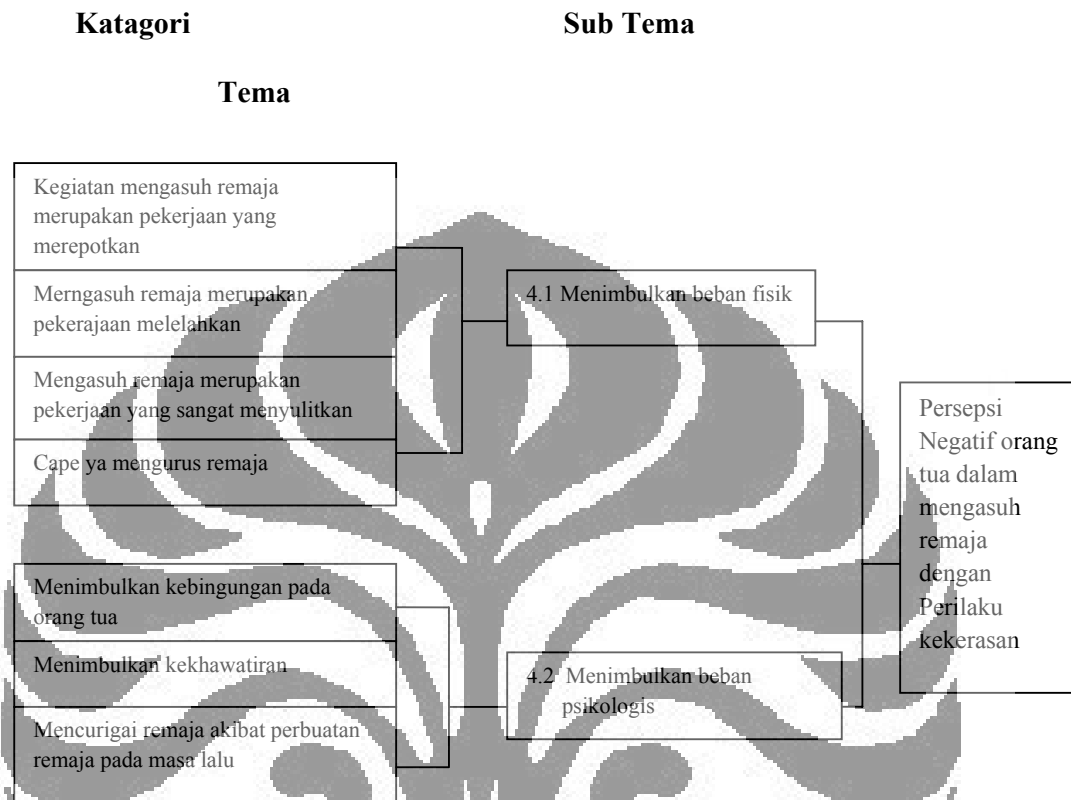 Katagori
Sub Tema
Tema
Kegiatan mengasuh remaja
merupakan pekerjaan yang
merepotkan
Merngasuh remaja merupakan
pekerajaan melelahkan
Mengasuh remaja merupakan
pekerjaan yang sangat menyulitkan
Cape ya mengurus remaja
4.1 Menimbulkan beban fisik
Menimbulkan kebingungan pada
orang tua
Menimbulkan kekhawatiran
Mencurigai remaja akibat perbuatan
remaja pada masa lalu
4.2 Menimbulkan beban
psikologis
Persepsi
Negatif orang
tua dalam
mengasuh
remaja
dengan
Perilaku
kekerasan